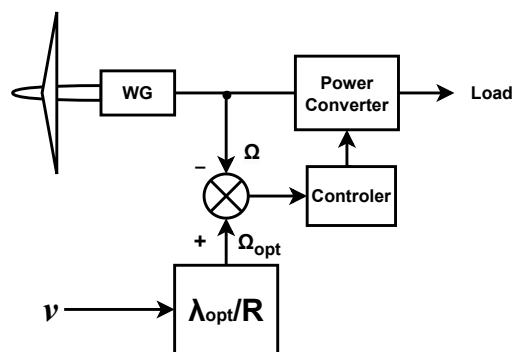 WG
Power
Converter
Load
−
Ω
Controler
+
Ωopt
v
λopt/R